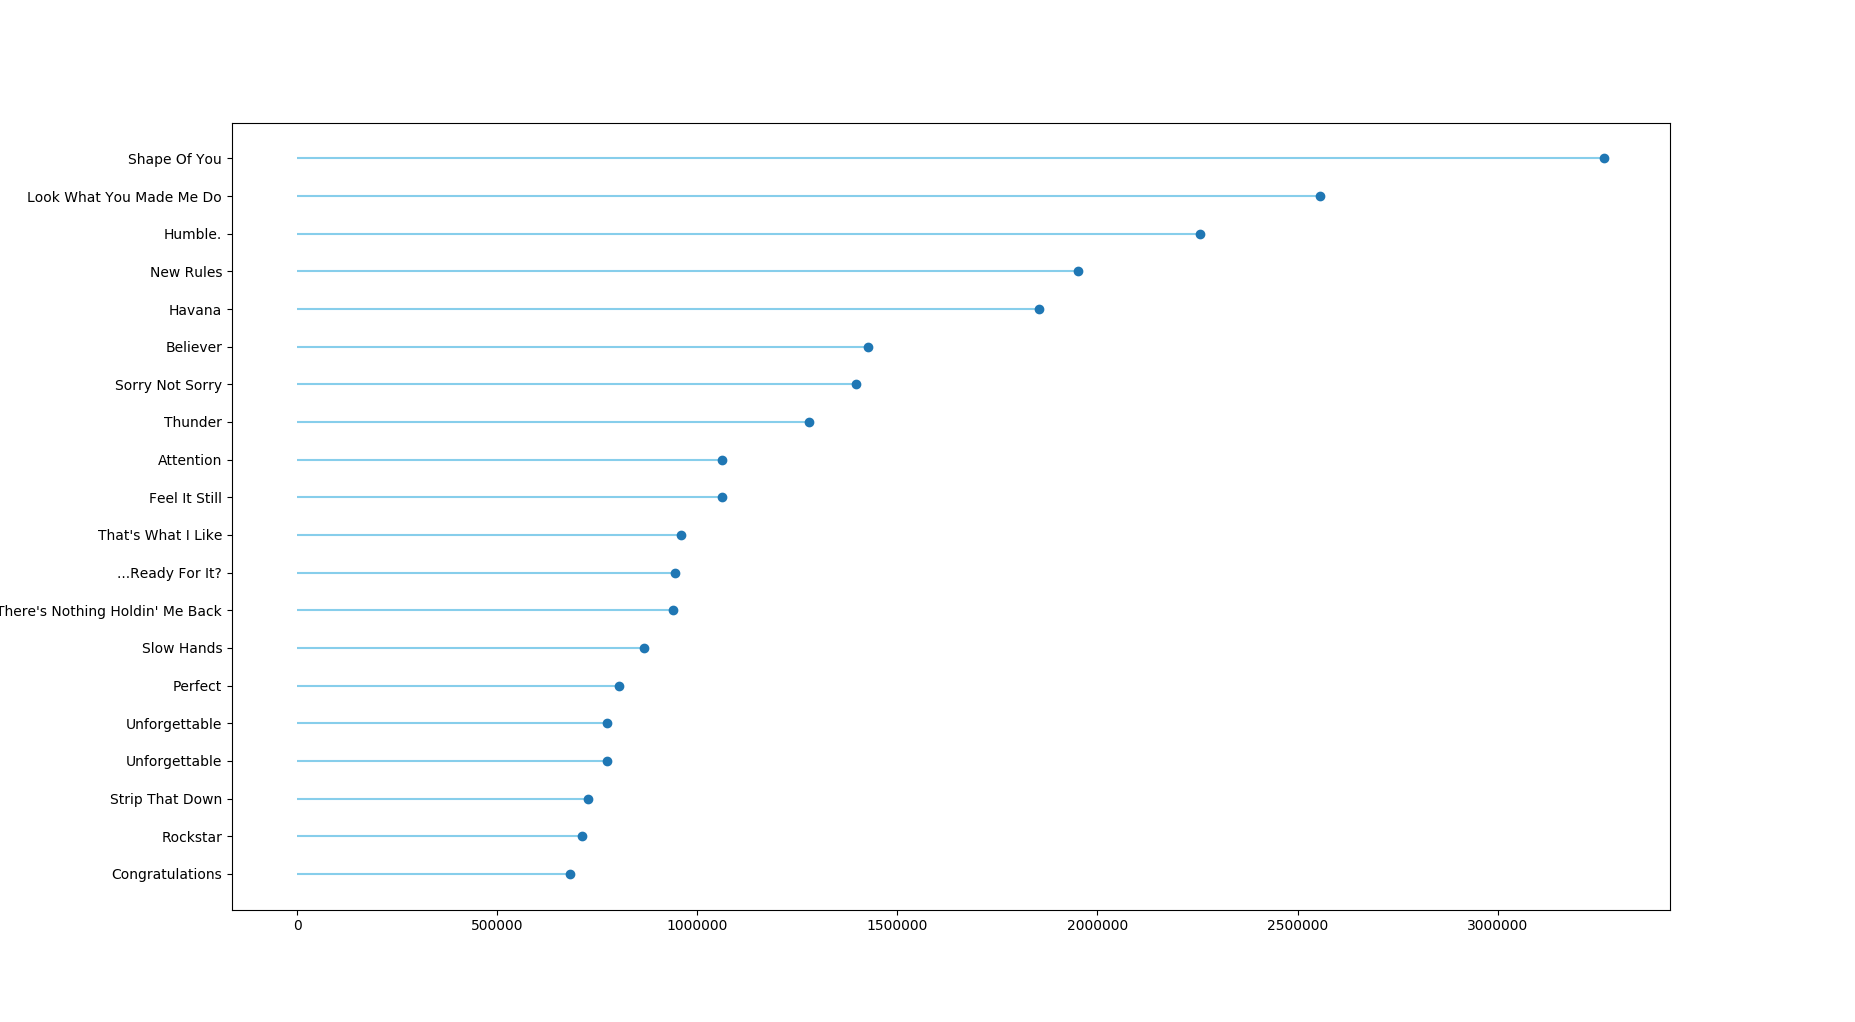 Shape Of You
Look What You Made Me Do
Humble.
New Rules
Havana
Believer
Sorry Not Sorry
Thunder
Attention
Feel It Still
That's What I Like
...Ready For It?
There's Nothing Holdin' Me Back
Slow Hands
Perfect
Unforgettable
Unforgettable
Strip That Down
Rockstar
Congratulations
0 500000 1000000 1500000 2000000 2500000 3000000